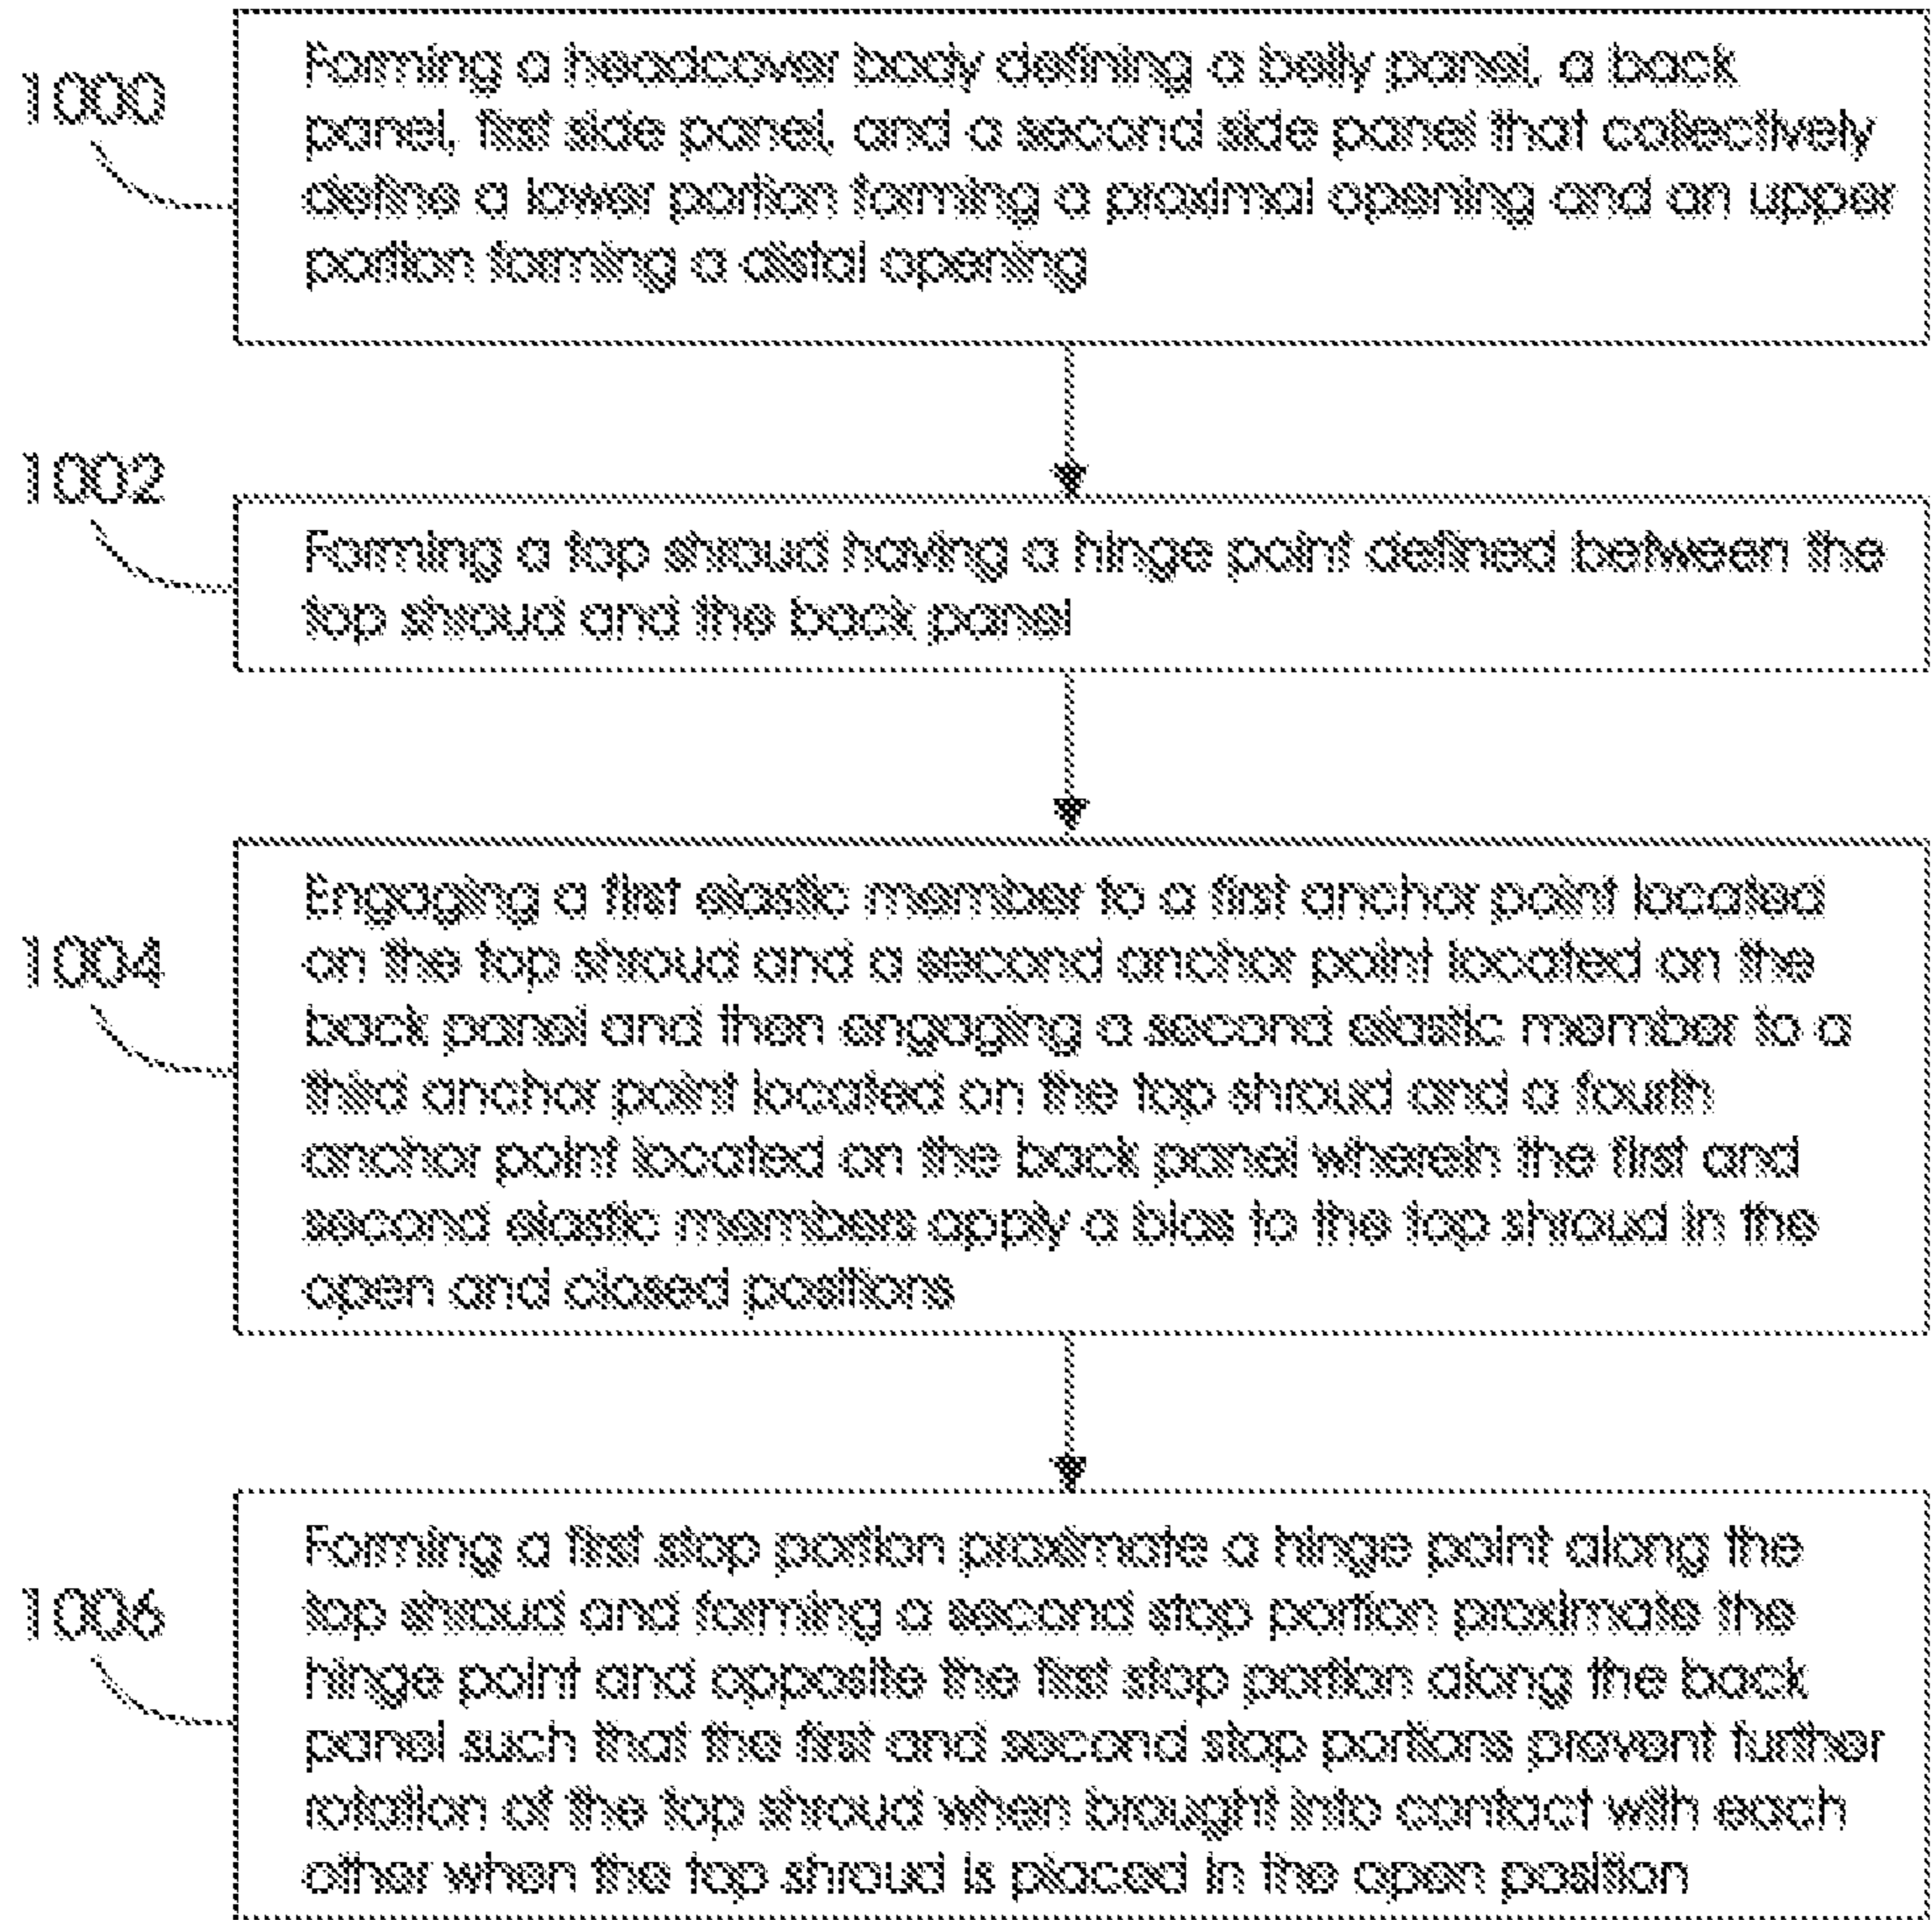 1000
Forming a headcover body defining a belly panel, a back
panel, first side panel, and a second side panel that collectively
define a lower portion forming a proximal opening and an upper
portion forming a distal opening
1002
Forming a top shroud having a hinge point defined between the
top shroud and the back panel
1004
Engaging a first elastic member to a first anchor point located
on the top shroud and a second anchor point located on the
back panel and then engaging a second elastic member to a
third anchor point located on the top shroud and a fourth
anchor point located on the back panel wherein the first and
second elastic members apply a bias to the top shroud in the
open and closed positions
1006
Forming a first stop portion proximate a hinge point along the
top shroud and forming a second stop portion proximate the
hinge point and opposite the first stop portion along the back
panel such that the first and second stop portions prevent further
rotation of the top shroud when brought into contact with each
other when the top shroud is placed in the open position